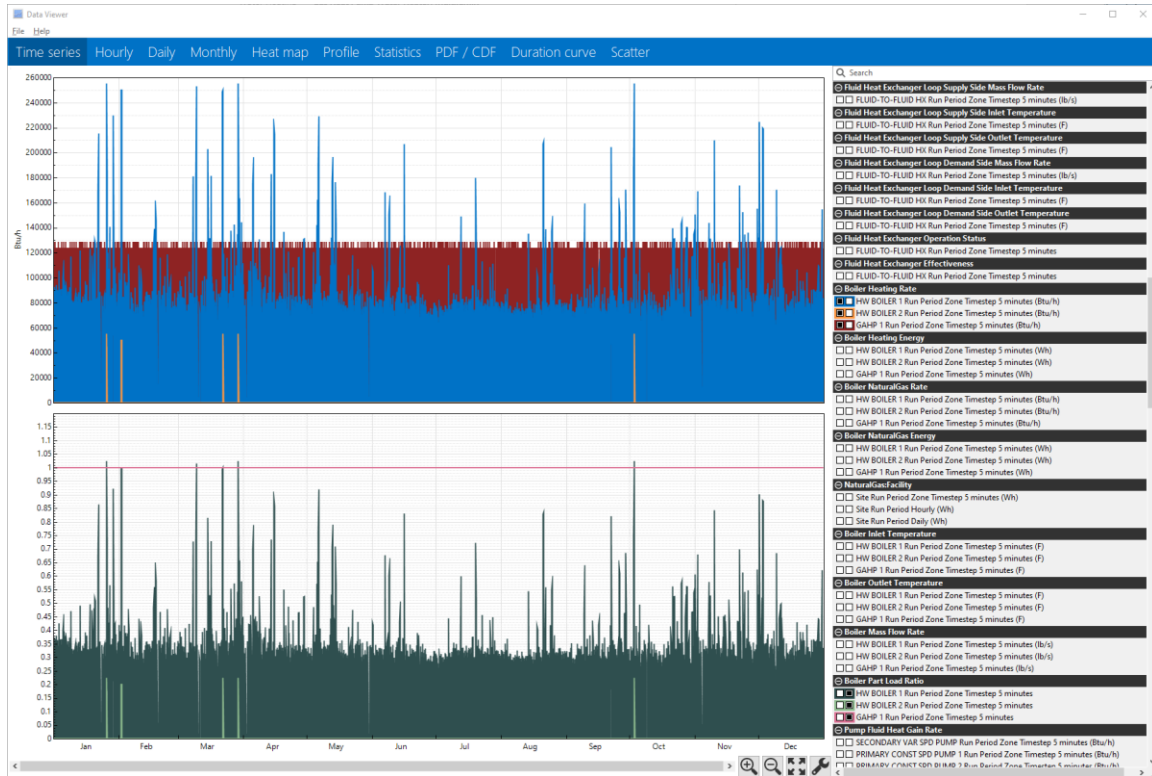 Data Viewer
File Help
Time series Hourly Daily Monthly Heat map Profile Statistics PDF / CDF Duration curve Scatter
260000
240000
220000
200000
180000
160000
140000
120000
100000
80000
60000
40000
20000
0
Btu/h
1.15
1.1
1.05
1
0.95
0.9
0.85
0.8
0.75
0.7
0.65
0.6
0.55
0.5
0.45
0.4
0.35
0.3
0.25
0.2
0.15
0.1
0.05
0
Jan Feb Mar Apr May Jun Jul Aug Sep Oct Nov Dec
Search
Fluid Heat Exchanger Loop Supply Side Mass Flow Rate
FLUID-TO-FLUID HX Run Period Zone Timestep 5 minutes (lb/s)
Fluid Heat Exchanger Loop Supply Side Inlet Temperature
FLUID-TO-FLUID HX Run Period Zone Timestep 5 minutes (F)
Fluid Heat Exchanger Loop Supply Side Outlet Temperature
FLUID-TO-FLUID HX Run Period Zone Timestep 5 minutes (F)
Fluid Heat Exchanger Loop Demand Side Mass Flow Rate
FLUID-TO-FLUID HX Run Period Zone Timestep 5 minutes (lb/s)
Fluid Heat Exchanger Loop Demand Side Inlet Temperature
FLUID-TO-FLUID HX Run Period Zone Timestep 5 minutes (F)
Fluid Heat Exchanger Loop Demand Side Outlet Temperature
FLUID-TO-FLUID HX Run Period Zone Timestep 5 minutes (F)
Fluid Heat Exchanger Operation Status
FLUID-TO-FLUID HX Run Period Zone Timestep 5 minutes
Fluid Heat Exchanger Effectiveness
FLUID-TO-FLUID HX Run Period Zone Timestep 5 minutes
Boiler Heating Rate
HW BOILER 1 Run Period Zone Timestep 5 minutes (Btu/h)
HW BOILER 2 Run Period Zone Timestep 5 minutes (Btu/h)
GAHP 1 Run Period Zone Timestep 5 minutes (Btu/h)
Boiler Heating Energy
HW BOILER 1 Run Period Zone Timestep 5 minutes (Wh)
HW BOILER 2 Run Period Zone Timestep 5 minutes (Wh)
GAHP 1 Run Period Zone Timestep 5 minutes (Wh)
Boiler NaturalGas Rate
HW BOILER 1 Run Period Zone Timestep 5 minutes (Btu/h)
HW BOILER 2 Run Period Zone Timestep 5 minutes (Btu/h)
GAHP 1 Run Period Zone Timestep 5 minutes (Btu/h)
Boiler NaturalGas Energy
HW BOILER 1 Run Period Zone Timestep 5 minutes (Wh)
HW BOILER 2 Run Period Zone Timestep 5 minutes (Wh)
GAHP 1 Run Period Zone Timestep 5 minutes (Wh)
NaturalGas:Facility
Site Run Period Zone Timestep 5 minutes (Wh)
Site Run Period Hourly (Wh)
Site Run Period Daily (Wh)
Boiler Inlet Temperature
HW BOILER 1 Run Period Zone Timestep 5 minutes (F)
HW BOILER 2 Run Period Zone Timestep 5 minutes (F)
GAHP 1 Run Period Zone Timestep 5 minutes (F)
Boiler Outlet Temperature
HW BOILER 1 Run Period Zone Timestep 5 minutes (F)
HW BOILER 2 Run Period Zone Timestep 5 minutes (F)
GAHP 1 Run Period Zone Timestep 5 minutes (F)
Boiler Mass Flow Rate
HW BOILER 1 Run Period Zone Timestep 5 minutes (lb/s)
HW BOILER 2 Run Period Zone Timestep 5 minutes (lb/s)
GAHP 1 Run Period Zone Timestep 5 minutes (lb/s)
Boiler Part Load Ratio
HW BOILER 1 Run Period Zone Timestep 5 minutes
HW BOILER 2 Run Period Zone Timestep 5 minutes
GAHP 1 Run Period Zone Timestep 5 minutes
Pump Fluid Heat Gain Rate
SECONDARY VAR SPD PUMP Run Period Zone Timestep 5 minutes (Btu/h)
PRIMARY CONST SPD PUMP 1 Run Period Zone Timestep 5 minutes (Btu/h)
PRIMARY CONST SPD PUMP 2 Run Period Zone Timestep 5 minutes (Btu/h)